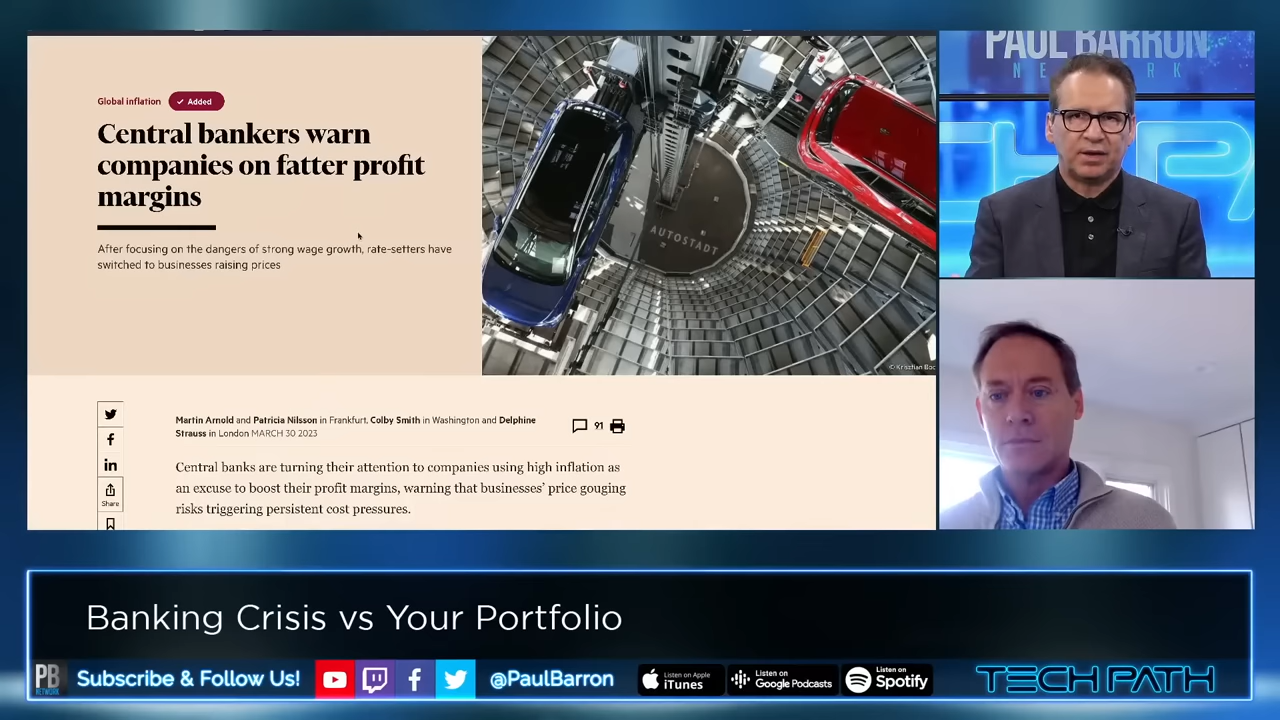 Global inflation
Added
Central bankers warn
companies on fatter profit
margins
After focusing on the dangers of strong wage growth, rate-setters have
switched to businesses raising prices
AUTOSTADT
Martin Arnold and Patricia Nilsson in Frankfurt, Colby Smith in Washington and Delphine
Strauss in London MARCH 30 2023
91
Share
Central banks are turning their attention to companies using high inflation as
an excuse to boost their profit margins, warning that businesses' price gouging
risks triggering persistent cost pressures.
PAUL BARRON
Banking Crisis vs Your Portfolio
PB
NETWORK
Subscribe & Follow Us!
@PaulBarron
Listen on Apple
iTunes
Listen on
Google Podcasts
Listen on
Spotify
TECH PATH